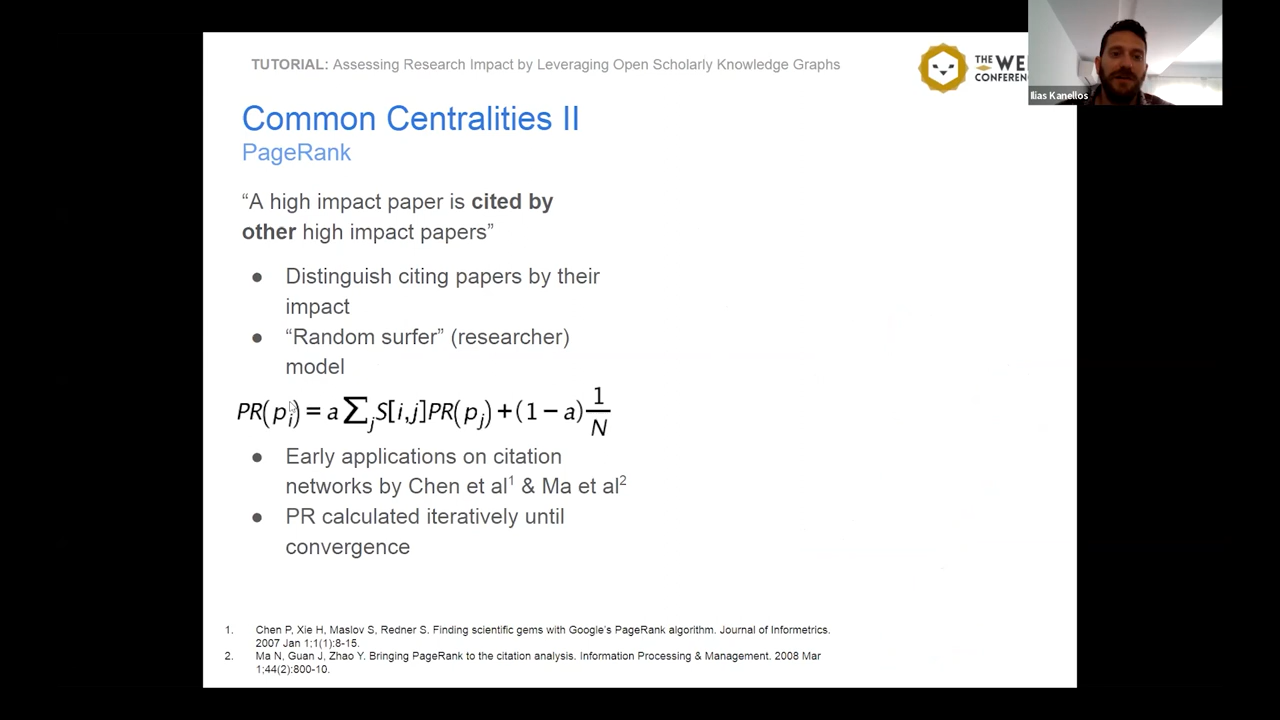 TUTORIAL: Assessing Research Impact by Leveraging Open Scholarly Knowledge Graphs
THE WE
CONFEREN
Ilias Kanellos
Common Centralities II
PageRank
“A high impact paper is cited by
other high impact papers”
● Distinguish citing papers by their
impact
● “Random surfer” (researcher)
model
PR(p_i) = a ∑_j S[i,j]PR(p_j) + (1 − a) 1/N
● Early applications on citation
networks by Chen et al¹ & Ma et al²
● PR calculated iteratively until
convergence
1. Chen P, Xie H, Maslov S, Redner S. Finding scientific gems with Google’s PageRank algorithm. Journal of Informetrics.
2007 Jan 1;1(1):8-15.
2. Ma N, Guan J, Zhao Y. Bringing PageRank to the citation analysis. Information Processing & Management. 2008 Mar
1;44(2):800-10.